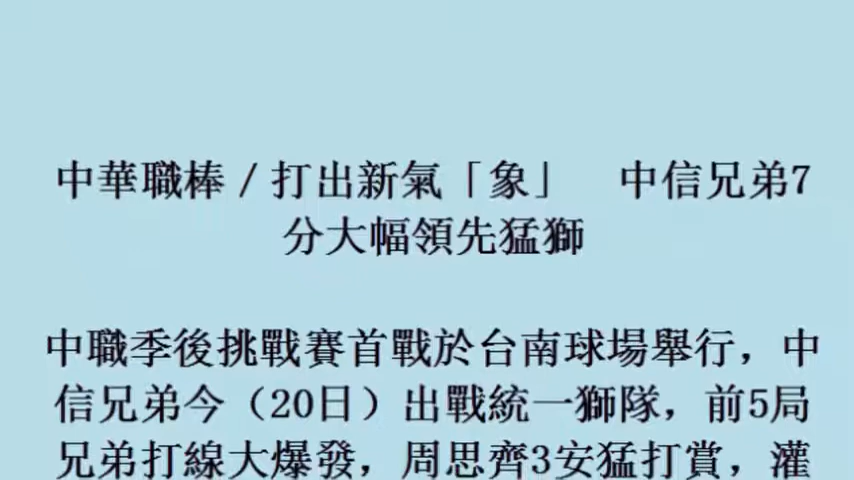 中華職棒／打出新氣「象」　中信兄弟7
分大幅領先猛獅
中職季後挑戰賽首戰於台南球場舉行，中
信兄弟今（20日）出戰統一獅隊，前5局
兄弟打線大爆發，周思齊3安猛打賞，灌